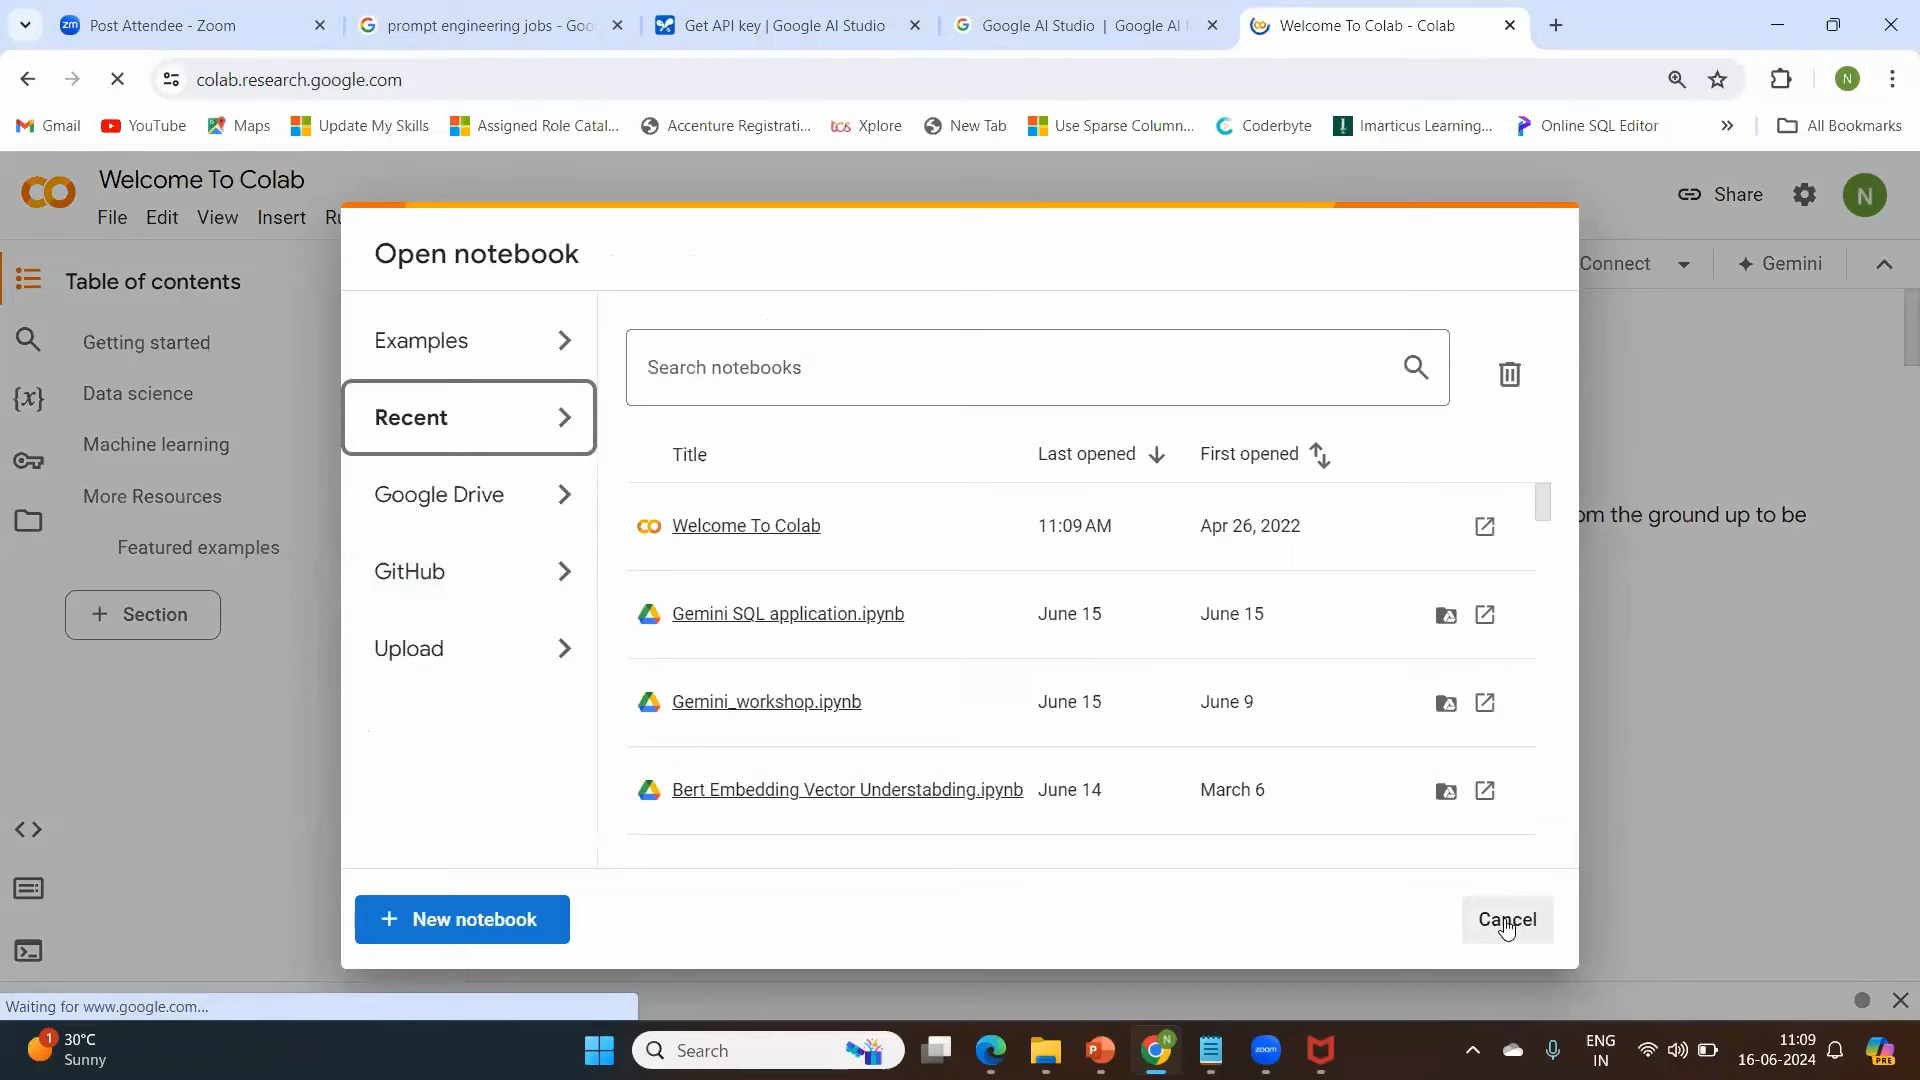 Post Attendee - Zoom
prompt engineering jobs - Goo
Get API key | Google AI Studio
Google AI Studio | Google AI f
Welcome To Colab - Colab
colab.research.google.com
N
Gmail
YouTube
Maps
Update My Skills
Assigned Role Catal...
Accenture Registrati...
Xplore
New Tab
Use Sparse Column...
Coderbyte
Imarticus Learning...
Online SQL Editor
All Bookmarks
Welcome To Colab
File Edit View Insert Ru
Share
N
Connect
Gemini
Open notebook
Table of contents
Getting started
Data science
Machine learning
More Resources
Featured examples
+ Section
Examples
Recent
Google Drive
GitHub
Upload
Search notebooks
Title Last opened First opened
Welcome To Colab 11:09 AM Apr 26, 2022
Gemini SQL application.ipynb June 15 June 15
Gemini_workshop.ipynb June 15 June 9
Bert Embedding Vector Understabding.ipynb June 14 March 6
om the ground up to be
+ New notebook
Cancel
Waiting for www.google.com...
1
30°C
Sunny
Search
ENG
IN
11:09
16-06-2024